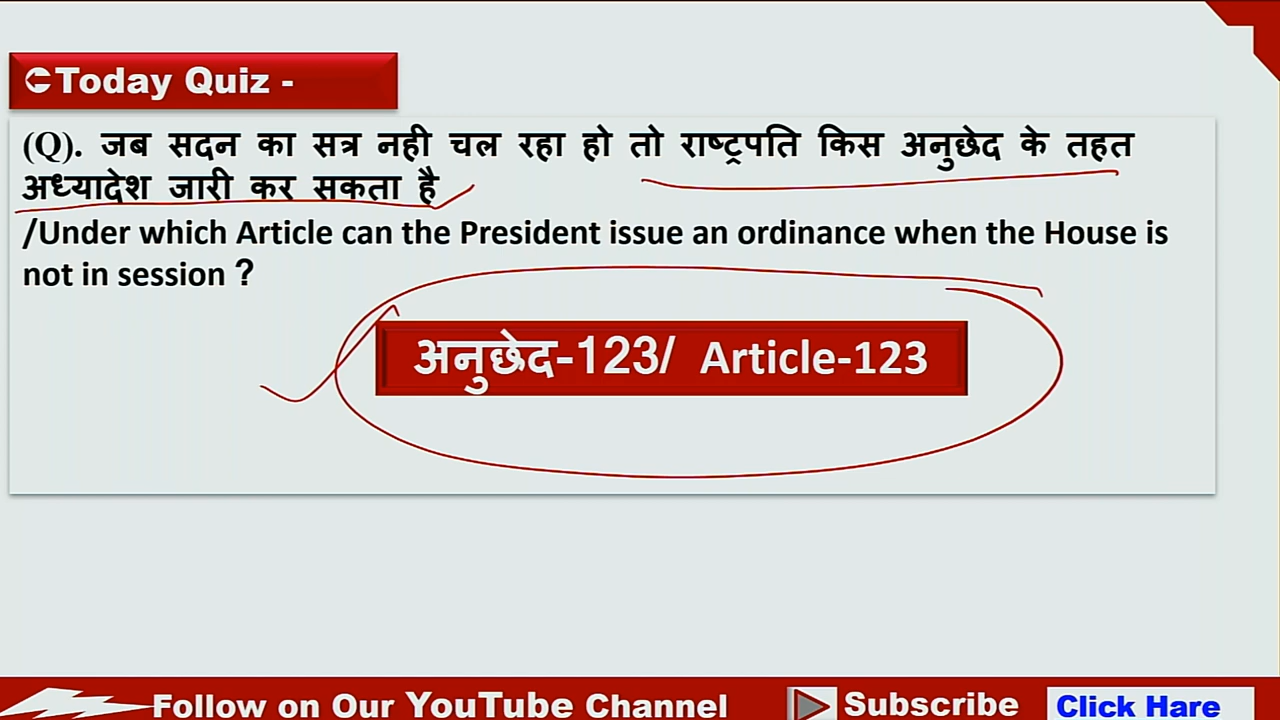 Today Quiz -
(Q). जब सदन का सत्र नही चल रहा हो तो राष्ट्रपति किस अनुछेद के तहत
अध्यादेश जारी कर सकता है
/Under which Article can the President issue an ordinance when the House is
not in session ?
अनुछेद-123/ Article-123
Follow on Our YouTube Channel Subscribe Click Hare